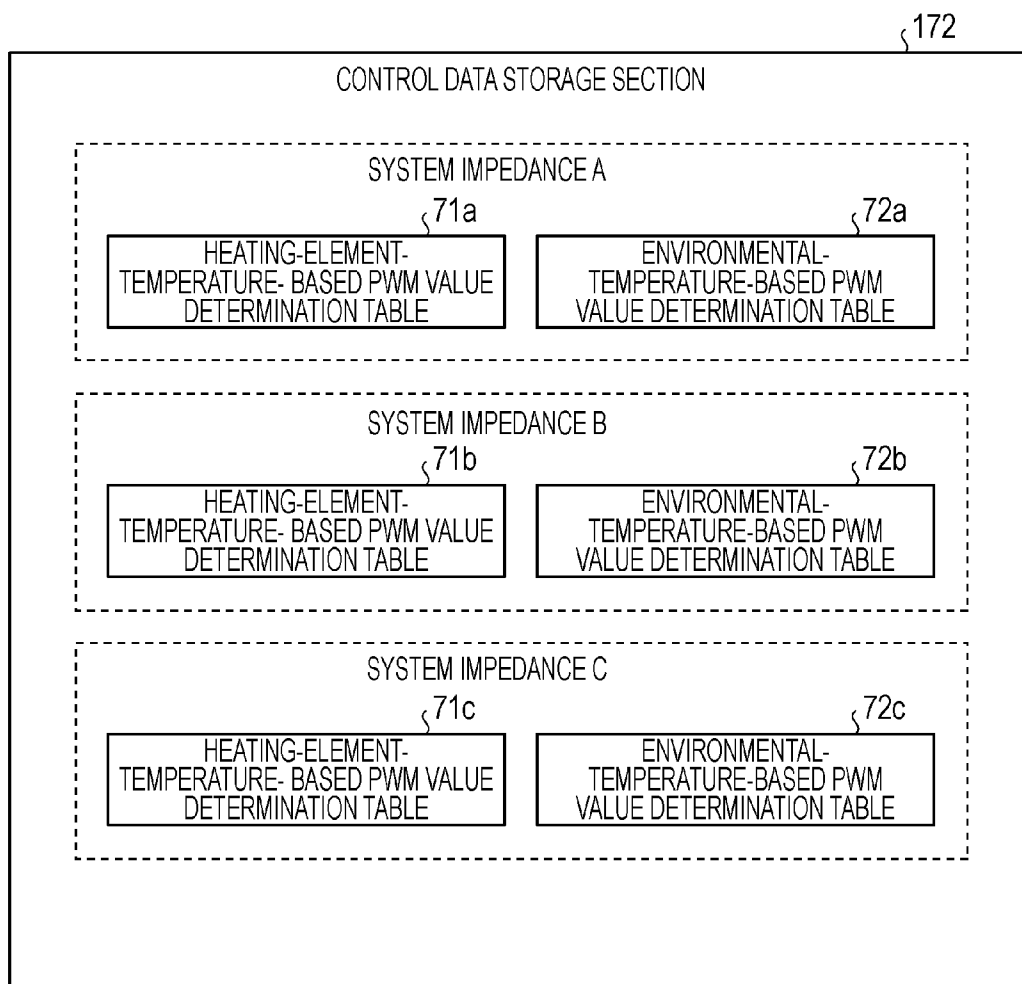 172
CONTROL DATA STORAGE SECTION
SYSTEM IMPEDANCE A
71a
72a
HEATING-ELEMENT-
TEMPERATURE- BASED PWM VALUE
DETERMINATION TABLE
ENVIRONMENTAL-
TEMPERATURE-BASED PWM
VALUE DETERMINATION TABLE
SYSTEM IMPEDANCE B
71b
72b
HEATING-ELEMENT-
TEMPERATURE- BASED PWM VALUE
DETERMINATION TABLE
ENVIRONMENTAL-
TEMPERATURE-BASED PWM
VALUE DETERMINATION TABLE
SYSTEM IMPEDANCE C
71c
72c
HEATING-ELEMENT-
TEMPERATURE- BASED PWM VALUE
DETERMINATION TABLE
ENVIRONMENTAL-
TEMPERATURE-BASED PWM
VALUE DETERMINATION TABLE